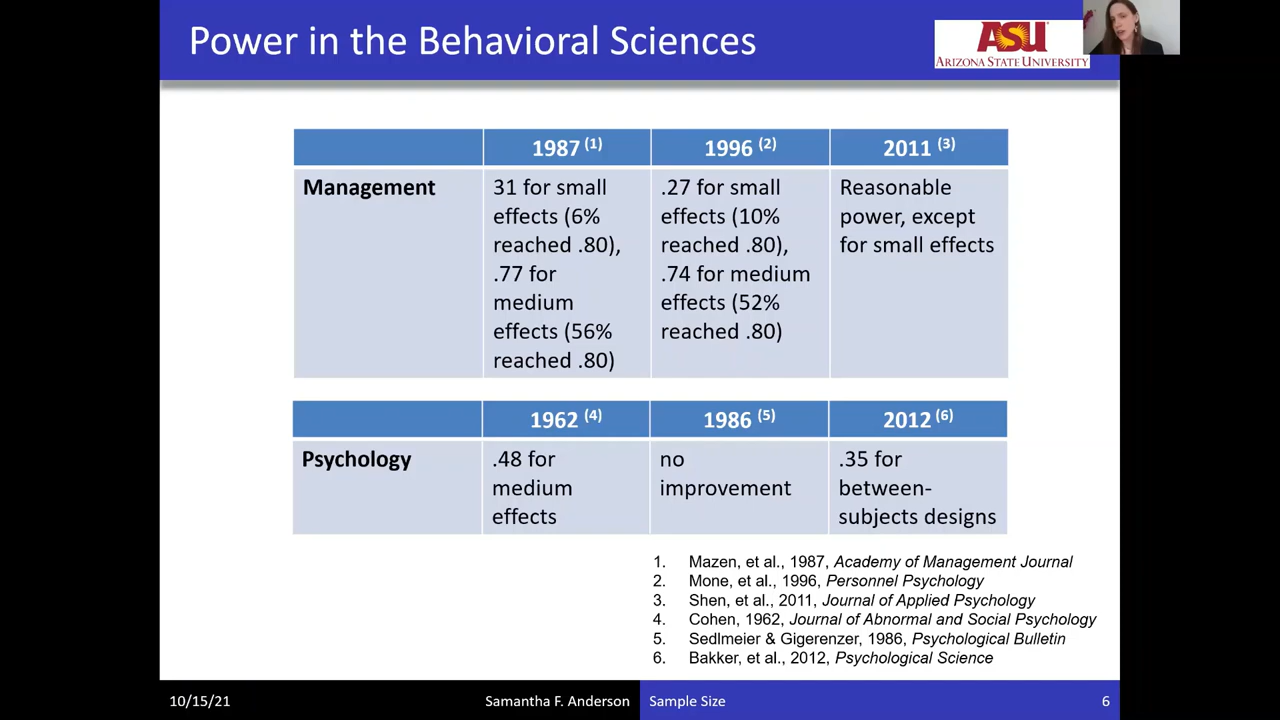 Power in the Behavioral Sciences
ASU
ARIZONA STATE UNIVERSITY
1987 (1)
1996 (2)
2011 (3)
Management
31 for small
effects (6%
reached .80),
.77 for
medium
effects (56%
reached .80)
.27 for small
effects (10%
reached .80),
.74 for medium
effects (52%
reached .80)
Reasonable
power, except
for small effects
1962 (4)
1986 (5)
2012 (6)
Psychology
.48 for
medium
effects
no
improvement
.35 for
between-
subjects designs
1. Mazen, et al., 1987, Academy of Management Journal
2. Mone, et al., 1996, Personnel Psychology
3. Shen, et al., 2011, Journal of Applied Psychology
4 Cohen, 1962, Journal of Abnormal and Social Psychology
5. Sedlmeier & Gigerenzer, 1986, Psychological Bulletin
6. Bakker, et al., 2012, Psychological Science
10/15/21
Samantha F. Anderson
Sample Size
6